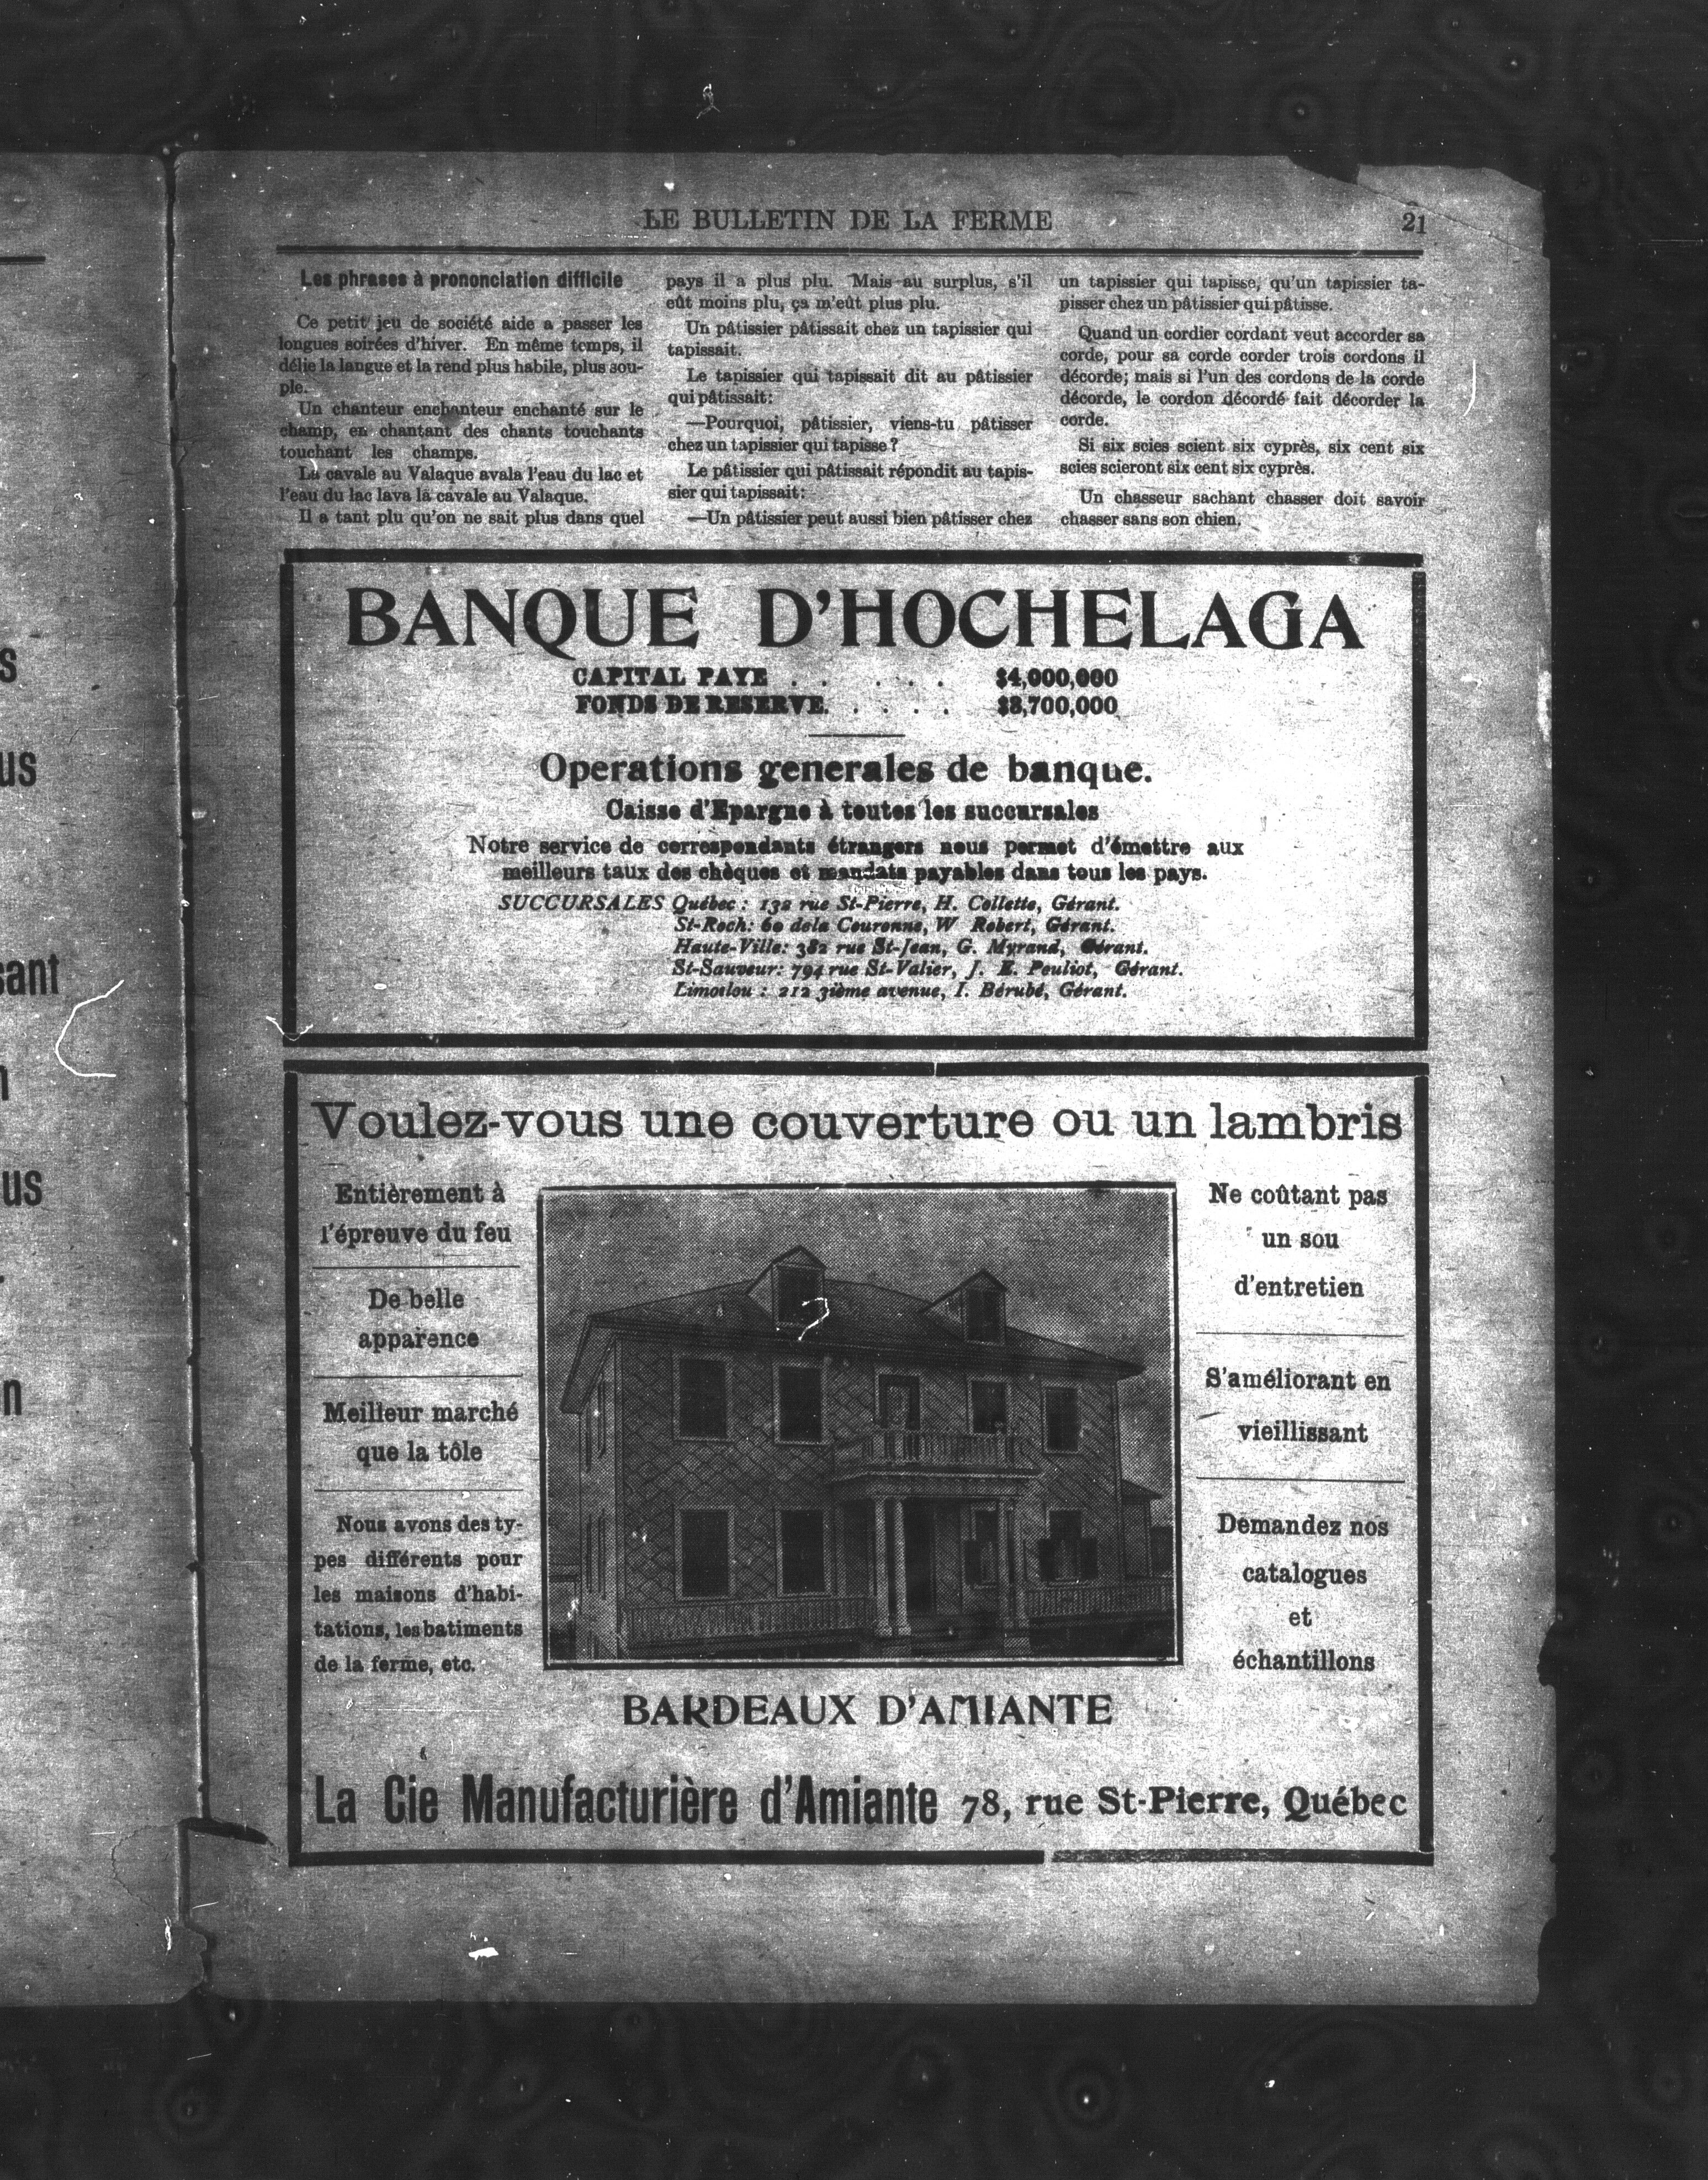 LE BULLETIN DE LA FERME
21
Les phrases à prononciation difficile
Ce petit jeu de société aide a passer les
longues soirées d'hiver. En même temps, il
délie la langue et la rend plus habile, plus sou-
ple.
Un chanteur enchanteur enchanté sur le
champ, en chantant des chants touchants
touchant les champs.
La cavale au Valaque avala l'eau du lac et
l'eau du lac lava la cavale au Valaque.
Il a tant plu qu'on ne sait plus dans quel
pays il a plus plu. Mais au surplus, s'il
eût moins plu, ça m'eût plus plu.
Un pâtissier pâtissait chez un tapissier qui
tapissait.
Le tapissier qui tapissait dit au pâtissier
qui pâtissait:
—Pourquoi, pâtissier, viens-tu pâtisser
chez un tapissier qui tapisse?
Le pâtissier qui pâtissait répondit au tapis-
sier qui tapissait:
—Un pâtissier peut aussi bien pâtisser chez
un tapissier qui tapisse, qu'un tapissier ta-
pisser chez un pâtissier qui pâtisse.
Quand un cordier cordant veut accorder sa
corde, pour sa corde corder trois cordons il
décorde; mais si l'un des cordons de la corde
décorde, le cordon décordé fait décorder la
corde.
Si six scies scient six cyprès, six cent six
scies scieront six cent six cyprès.
Un chasseur sachant chasser doit savoir
chasser sans son chien.
BANQUE D'HOCHELAGA
CAPITAL PAYE . . . . . $4,000,000
FONDS DE RESERVE. . . . . $3,700,000
Operations generales de banque.
Caisse d'Epargne à toutes les succursales
Notre service de correspondants étrangers nous permet d'émettre aux
meilleurs taux des chèques et mandats payables dans tous les pays.
SUCCURSALES Québec : 132 rue St-Pierre, H. Collette, Gérant.
St-Roch: 60 dela Couronne, W Robert, Gérant.
Haute-Ville: 382 rue St-Jean, G. Myrand, Gérant.
St-Sauveur: 794 rue St-Valier, J. E. Pouliot, Gérant.
Limoilou : 212 3ième avenue, I. Bérubé, Gérant.
Voulez-vous une couverture ou un lambris
Entièrement à
l'épreuve du feu
De belle
apparence
Meilleur marché
que la tôle
Nous avons des ty-
pes différents pour
les maisons d'habi-
tations, les batiments
de la ferme, etc.
Ne coûtant pas
un sou
d'entretien
S'améliorant en
vieillissant
Demandez nos
catalogues
et
échantillons
BARDEAUX D'AMIANTE
La Cie Manufacturière d'Amiante 78, rue St-Pierre, Québec